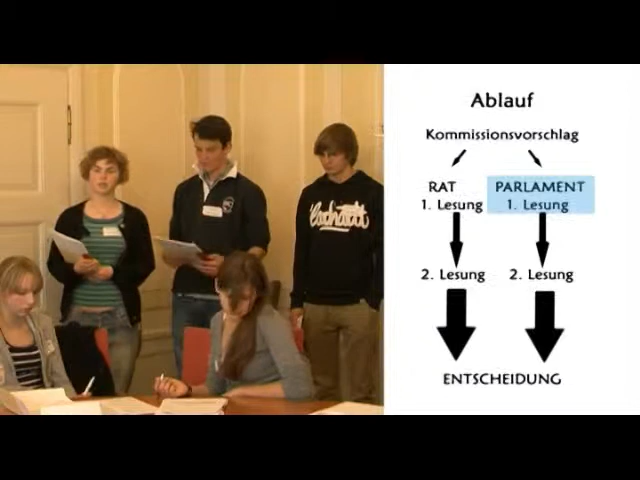 Ablauf
Kommissionsvorschlag
RAT PARLAMENT
1. Lesung 1. Lesung
2. Lesung 2. Lesung
ENTSCHEIDUNG
Carhartt